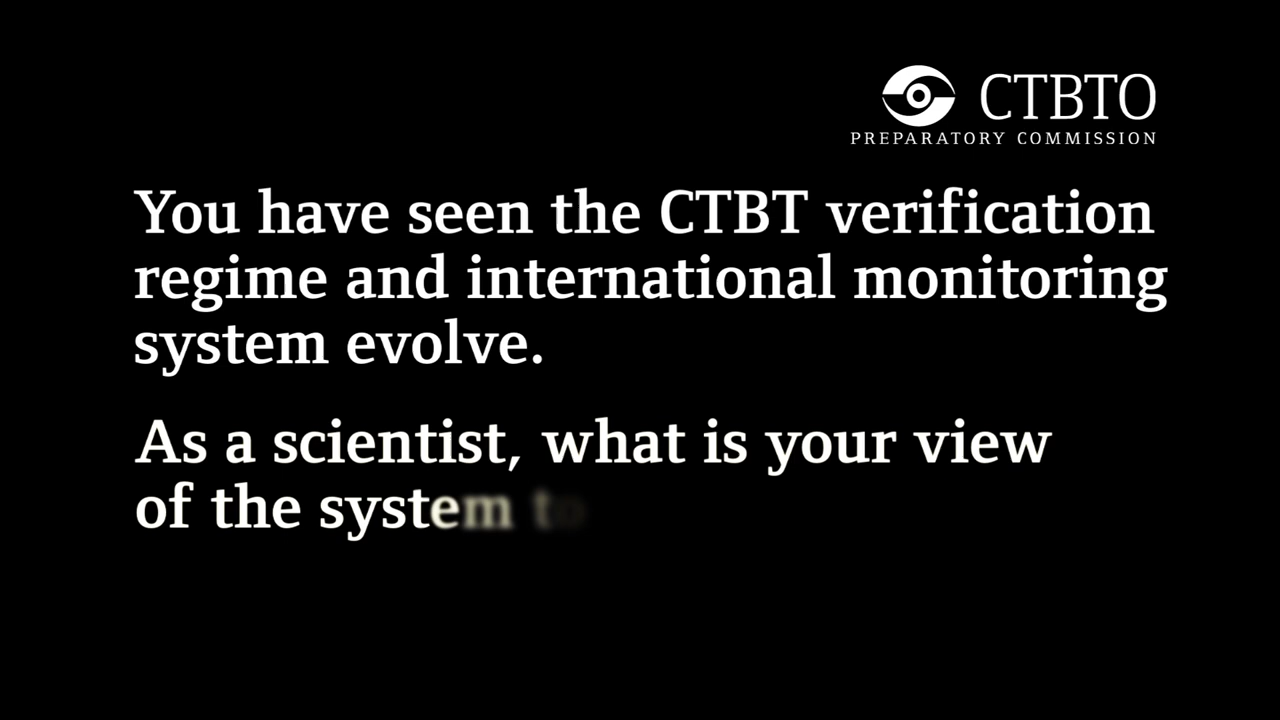 CTBTO
PREPARATORY COMMISSION
You have seen the CTBT verification
regime and international monitoring
system evolve.
As a scientist, what is your view
of the system to